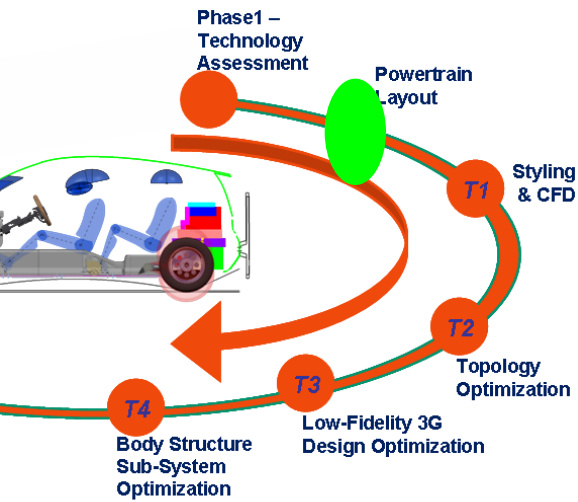 Phase1 –
Technology
Assessment
Powertrain
Layout
T1
Styling
& CFD
T2
Topology
Optimization
T3
Low-Fidelity 3G
Design Optimization
T4
Body Structure
Sub-System
Optimization